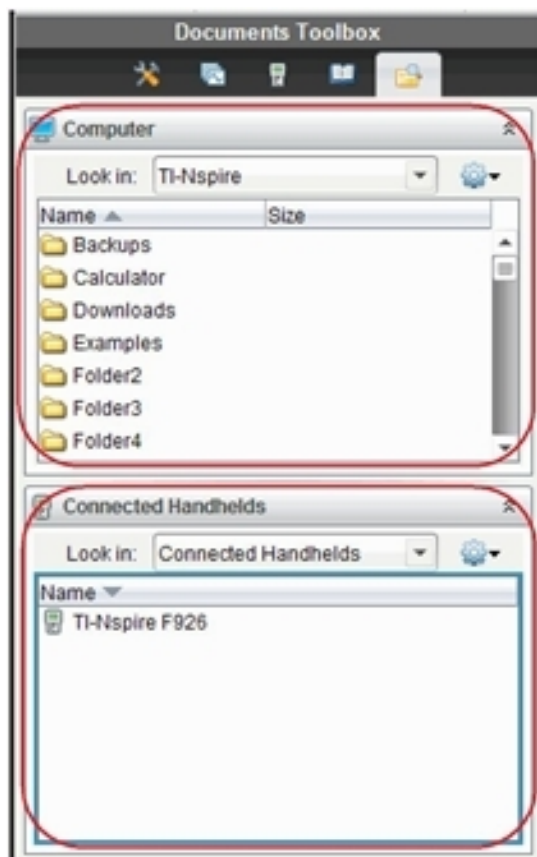 Documents Toolbox
Computer
Look in: TI-Nspire
Name Size
Backups
Calculator
Downloads
Examples
Folder2
Folder3
Folder4
Connected Handhelds
Look in: Connected Handhelds
Name
TI-Nspire F926